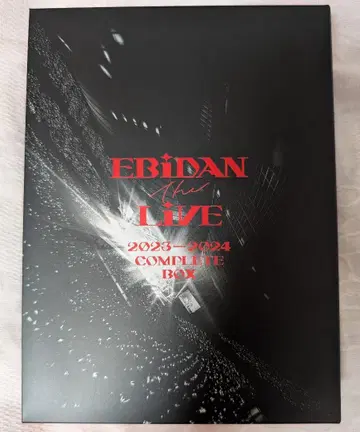 EBiDAN
the
LiVE
2023-2024
COMPLETE
BOX